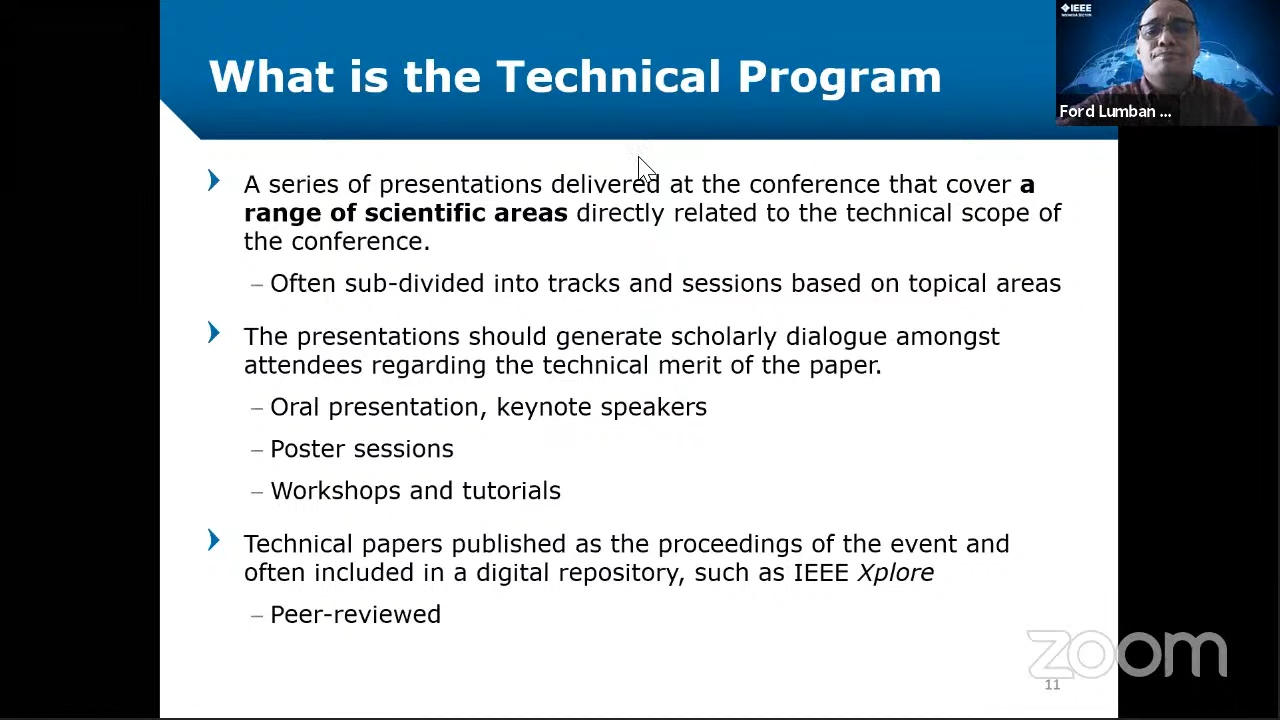 What is the Technical Program
IEEE
Ford Lumban ...
A series of presentations delivered at the conference that cover a
range of scientific areas directly related to the technical scope of
the conference.
– Often sub-divided into tracks and sessions based on topical areas
The presentations should generate scholarly dialogue amongst
attendees regarding the technical merit of the paper.
– Oral presentation, keynote speakers
– Poster sessions
– Workshops and tutorials
Technical papers published as the proceedings of the event and
often included in a digital repository, such as IEEE Xplore
– Peer-reviewed
zoom
11